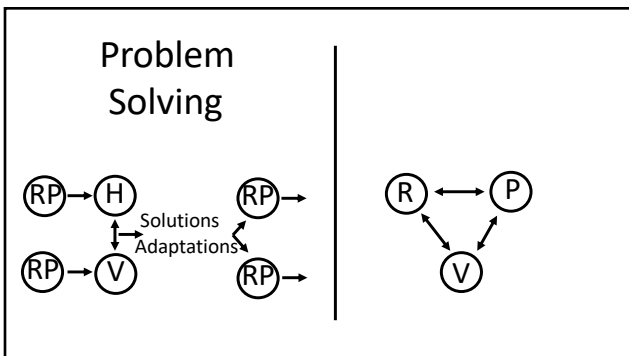 Problem
Solving
RP H RP
Solutions
Adaptations
RP V RP
R P
V